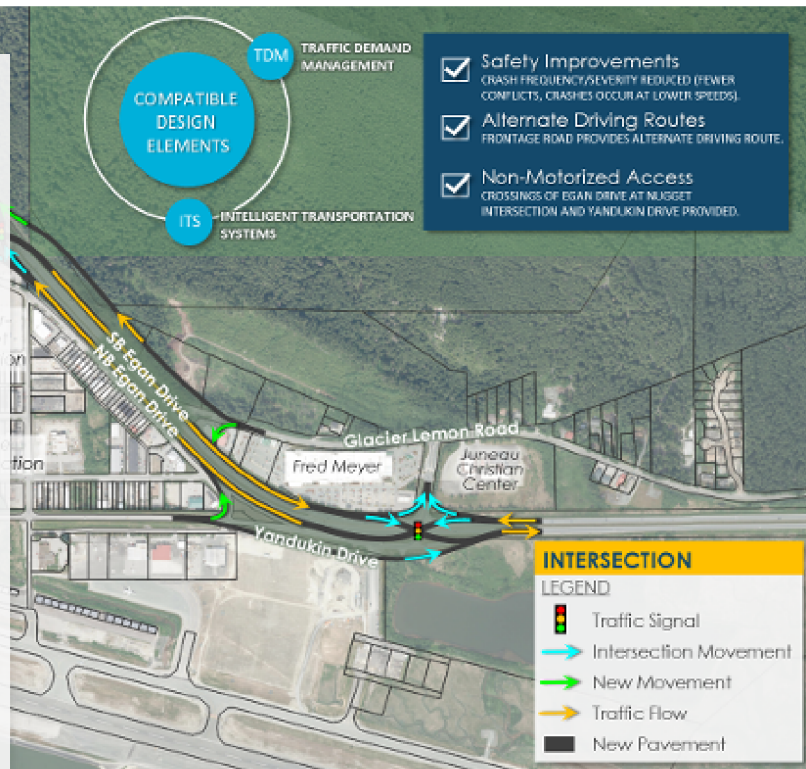 TDM
TRAFFIC DEMAND
MANAGEMENT
COMPATIBLE
DESIGN
ELEMENTS
ITS
INTELLIGENT TRANSPORTATION
SYSTEMS
Safety Improvements
CRASH FREQUENCY/SEVERITY REDUCED (FEWER
CONFLICTS, CRASHES OCCUR AT LOWER SPEEDS).
Alternate Driving Routes
FRONTAGE ROAD PROVIDES ALTERNATE DRIVING ROUTE.
Non-Motorized Access
CROSSINGS OF EGAN DRIVE AT NUGGET
INTERSECTION AND YANDUKIN DRIVE PROVIDED.
SB Egan Drive
NB Egan Drive
Glacier Lemon Road
Fred Meyer
Juneau
Christian
Center
Yandukin Drive
INTERSECTION
LEGEND
Traffic Signal
Intersection Movement
New Movement
Traffic Flow
New Pavement